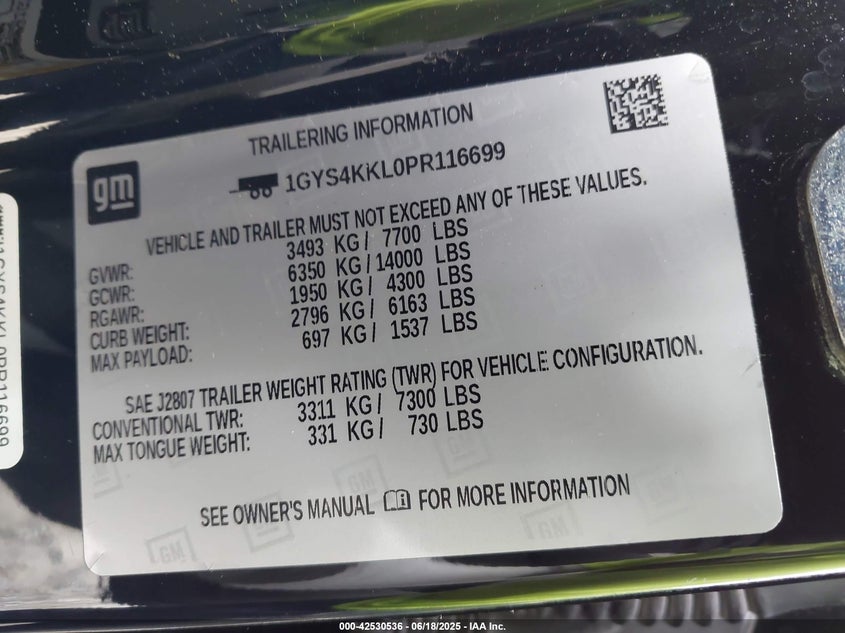 TRAILERING INFORMATION
gm
1GYS4KKL0PR116699
VEHICLE AND TRAILER MUST NOT EXCEED ANY OF THESE VALUES.
GVWR: 3493 KG / 7700 LBS
GCWR: 6350 KG / 14000 LBS
RGAWR: 1950 KG / 4300 LBS
CURB WEIGHT: 2796 KG / 6163 LBS
MAX PAYLOAD: 697 KG / 1537 LBS
SAE J2807 TRAILER WEIGHT RATING (TWR) FOR VEHICLE CONFIGURATION.
CONVENTIONAL TWR: 3311 KG / 7300 LBS
MAX TONGUE WEIGHT: 331 KG / 730 LBS
SEE OWNER'S MANUAL FOR MORE INFORMATION
GM
GM
GM
1GYS4KKL0PR116699
000-42530536 - 06/18/2025 - IAA Inc.